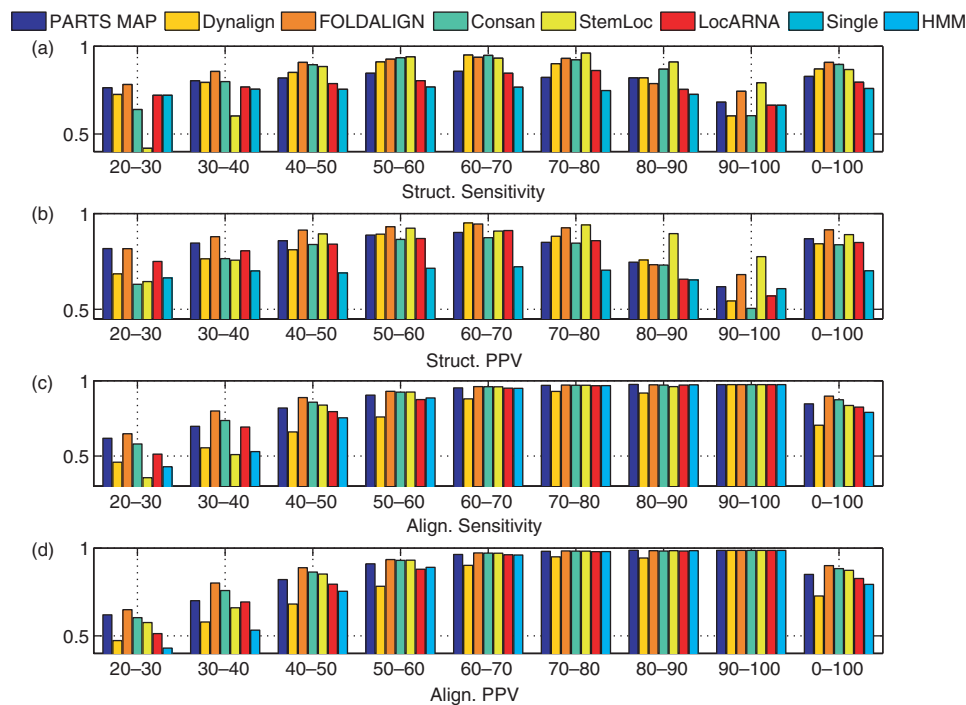 PARTS MAP Dynalign FOLDALIGN Consan StemLoc LocARNA Single HMM
(a)
1
0.5
20–30 30–40 40–50 50–60 60–70 70–80 80–90 90–100 0–100
Struct. Sensitivity
(b)
1
0.5
20–30 30–40 40–50 50–60 60–70 70–80 80–90 90–100 0–100
Struct. PPV
(c)
1
0.5
20–30 30–40 40–50 50–60 60–70 70–80 80–90 90–100 0–100
Align. Sensitivity
(d)
1
0.5
20–30 30–40 40–50 50–60 60–70 70–80 80–90 90–100 0–100
Align. PPV